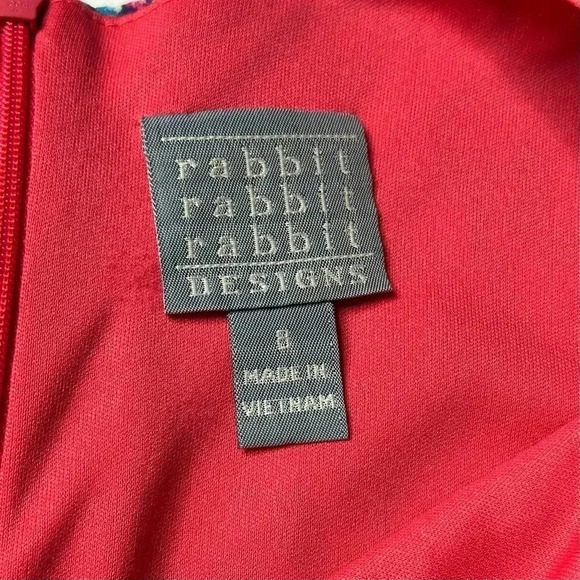 rabbit
rabbit
rabbit
DESIGNS
8
MADE IN
VIETNAM